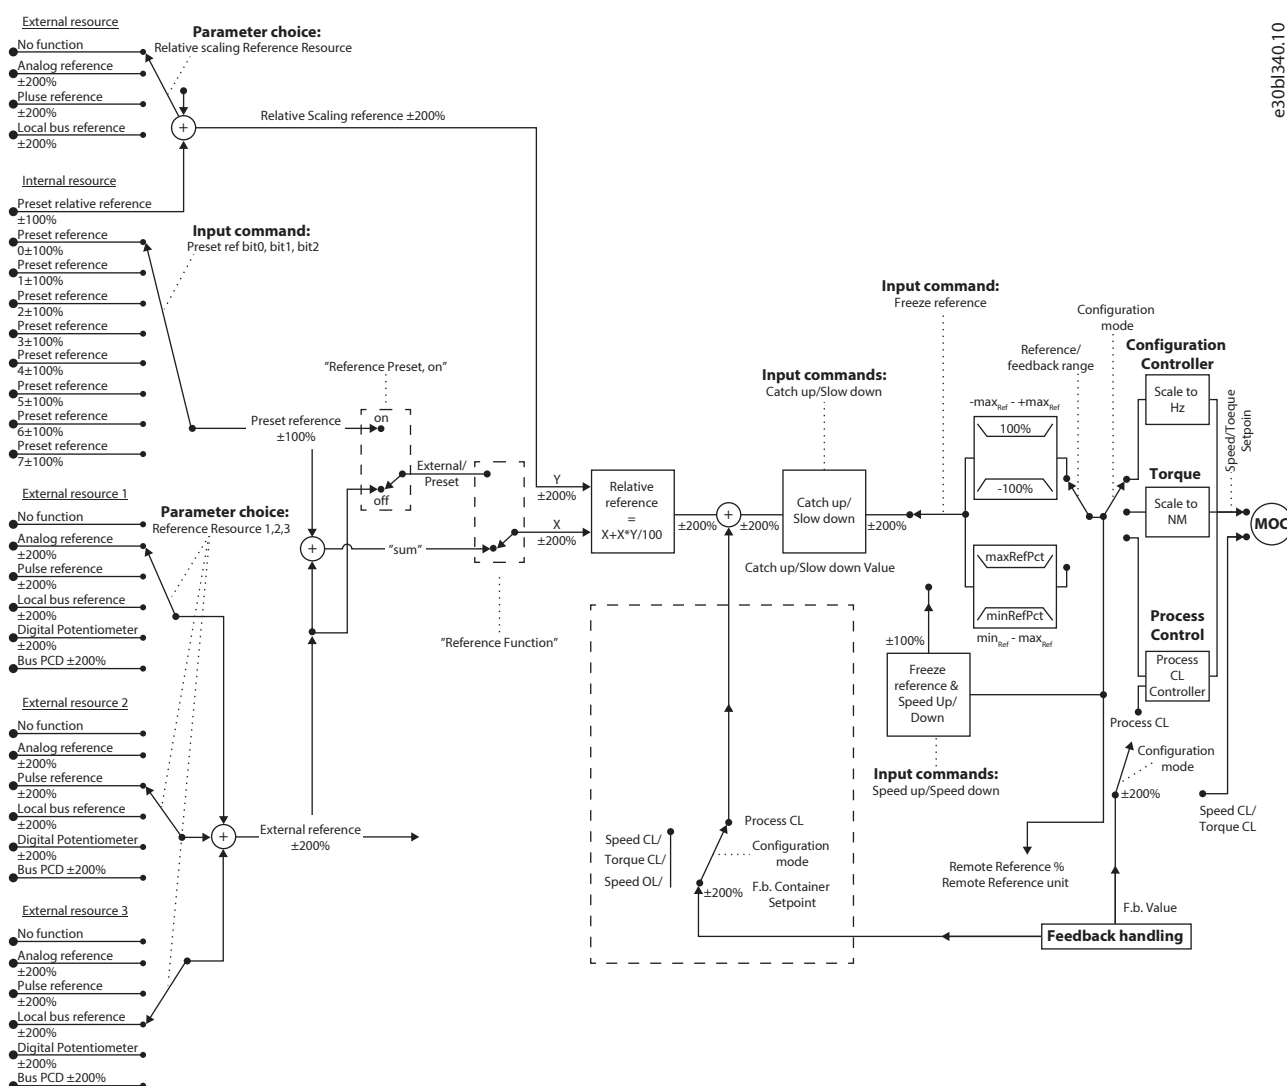 e30bl340.10
External resource
No function
Analog reference
±200%
Pluse reference
±200%
Local bus reference
±200%
Parameter choice:
Relative scaling Reference Resource
+
Relative Scaling reference ±200%
Internal resource
Preset relative reference
±100%
Preset reference
0±100%
Preset reference
1±100%
Preset reference
2±100%
Preset reference
3±100%
Preset reference
4±100%
Preset reference
5±100%
Preset reference
6±100%
Preset reference
7±100%
Input command:
Preset ref bit0, bit1, bit2
Preset reference
±100%
"Reference Preset, on"
on
off
External/
Preset
+
"sum"
"Reference Function"
Y
±200%
X
±200%
Relative
reference
=
X+X*Y/100
±200%
+
±200%
Input commands:
Catch up/Slow down
Catch up/
Slow down
±200%
Catch up/Slow down Value
Input command:
Freeze reference
-maxRef - +maxRef
100%
-100%
maxRefPct
minRefPct
minRef - maxRef
Reference/
feedback range
Configuration
mode
Configuration
Controller
Scale to
Hz
Torque
Scale to
NM
Process
Control
Process
CL
Controller
Process CL
Speed/Toeque
Setpoin
MOC
±100%
Freeze
reference &
Speed Up/
Down
Input commands:
Speed up/Speed down
Configuration
mode
±200%
Speed CL/
Torque CL
Remote Reference %
Remote Reference unit
F.b. Value
Feedback handling
Process CL
Configuration
mode
Speed CL/
Torque CL/
Speed OL/
±200%
F.b. Container
Setpoint
External resource 1
No function
Analog reference
±200%
Pulse reference
±200%
Local bus reference
±200%
Digital Potentiometer
±200%
Bus PCD ±200%
Parameter choice:
Reference Resource 1,2,3
External resource 2
No function
Analog reference
±200%
Pulse reference
±200%
Local bus reference
±200%
Digital Potentiometer
±200%
Bus PCD ±200%
+
External reference
±200%
External resource 3
No function
Analog reference
±200%
Pulse reference
±200%
Local bus reference
±200%
Digital Potentiometer
±200%
Bus PCD ±200%